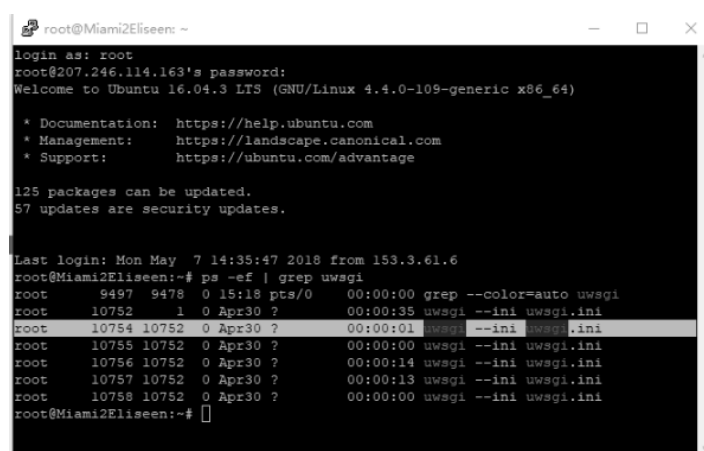 root@Miami2Eliseen: ~
login as: root
root@207.246.114.163's password:
Welcome to Ubuntu 16.04.3 LTS (GNU/Linux 4.4.0-109-generic x86_64)
* Documentation:  https://help.ubuntu.com
* Management:     https://landscape.canonical.com
* Support:        https://ubuntu.com/advantage
125 packages can be updated.
57 updates are security updates.
Last login: Mon May  7 14:35:47 2018 from 153.3.61.6
root@Miami2Eliseen:~# ps -ef | grep uwsgi
root      9497  9478  0 15:18 pts/0    00:00:00 grep --color=auto uwsgi
root     10752     1  0 Apr30 ?        00:00:35 uwsgi --ini uwsgi.ini
root     10754 10752  0 Apr30 ?        00:00:01 uwsgi --ini uwsgi.ini
root     10755 10752  0 Apr30 ?        00:00:00 uwsgi --ini uwsgi.ini
root     10756 10752  0 Apr30 ?        00:00:14 uwsgi --ini uwsgi.ini
root     10757 10752  0 Apr30 ?        00:00:13 uwsgi --ini uwsgi.ini
root     10758 10752  0 Apr30 ?        00:00:00 uwsgi --ini uwsgi.ini
root@Miami2Eliseen:~#